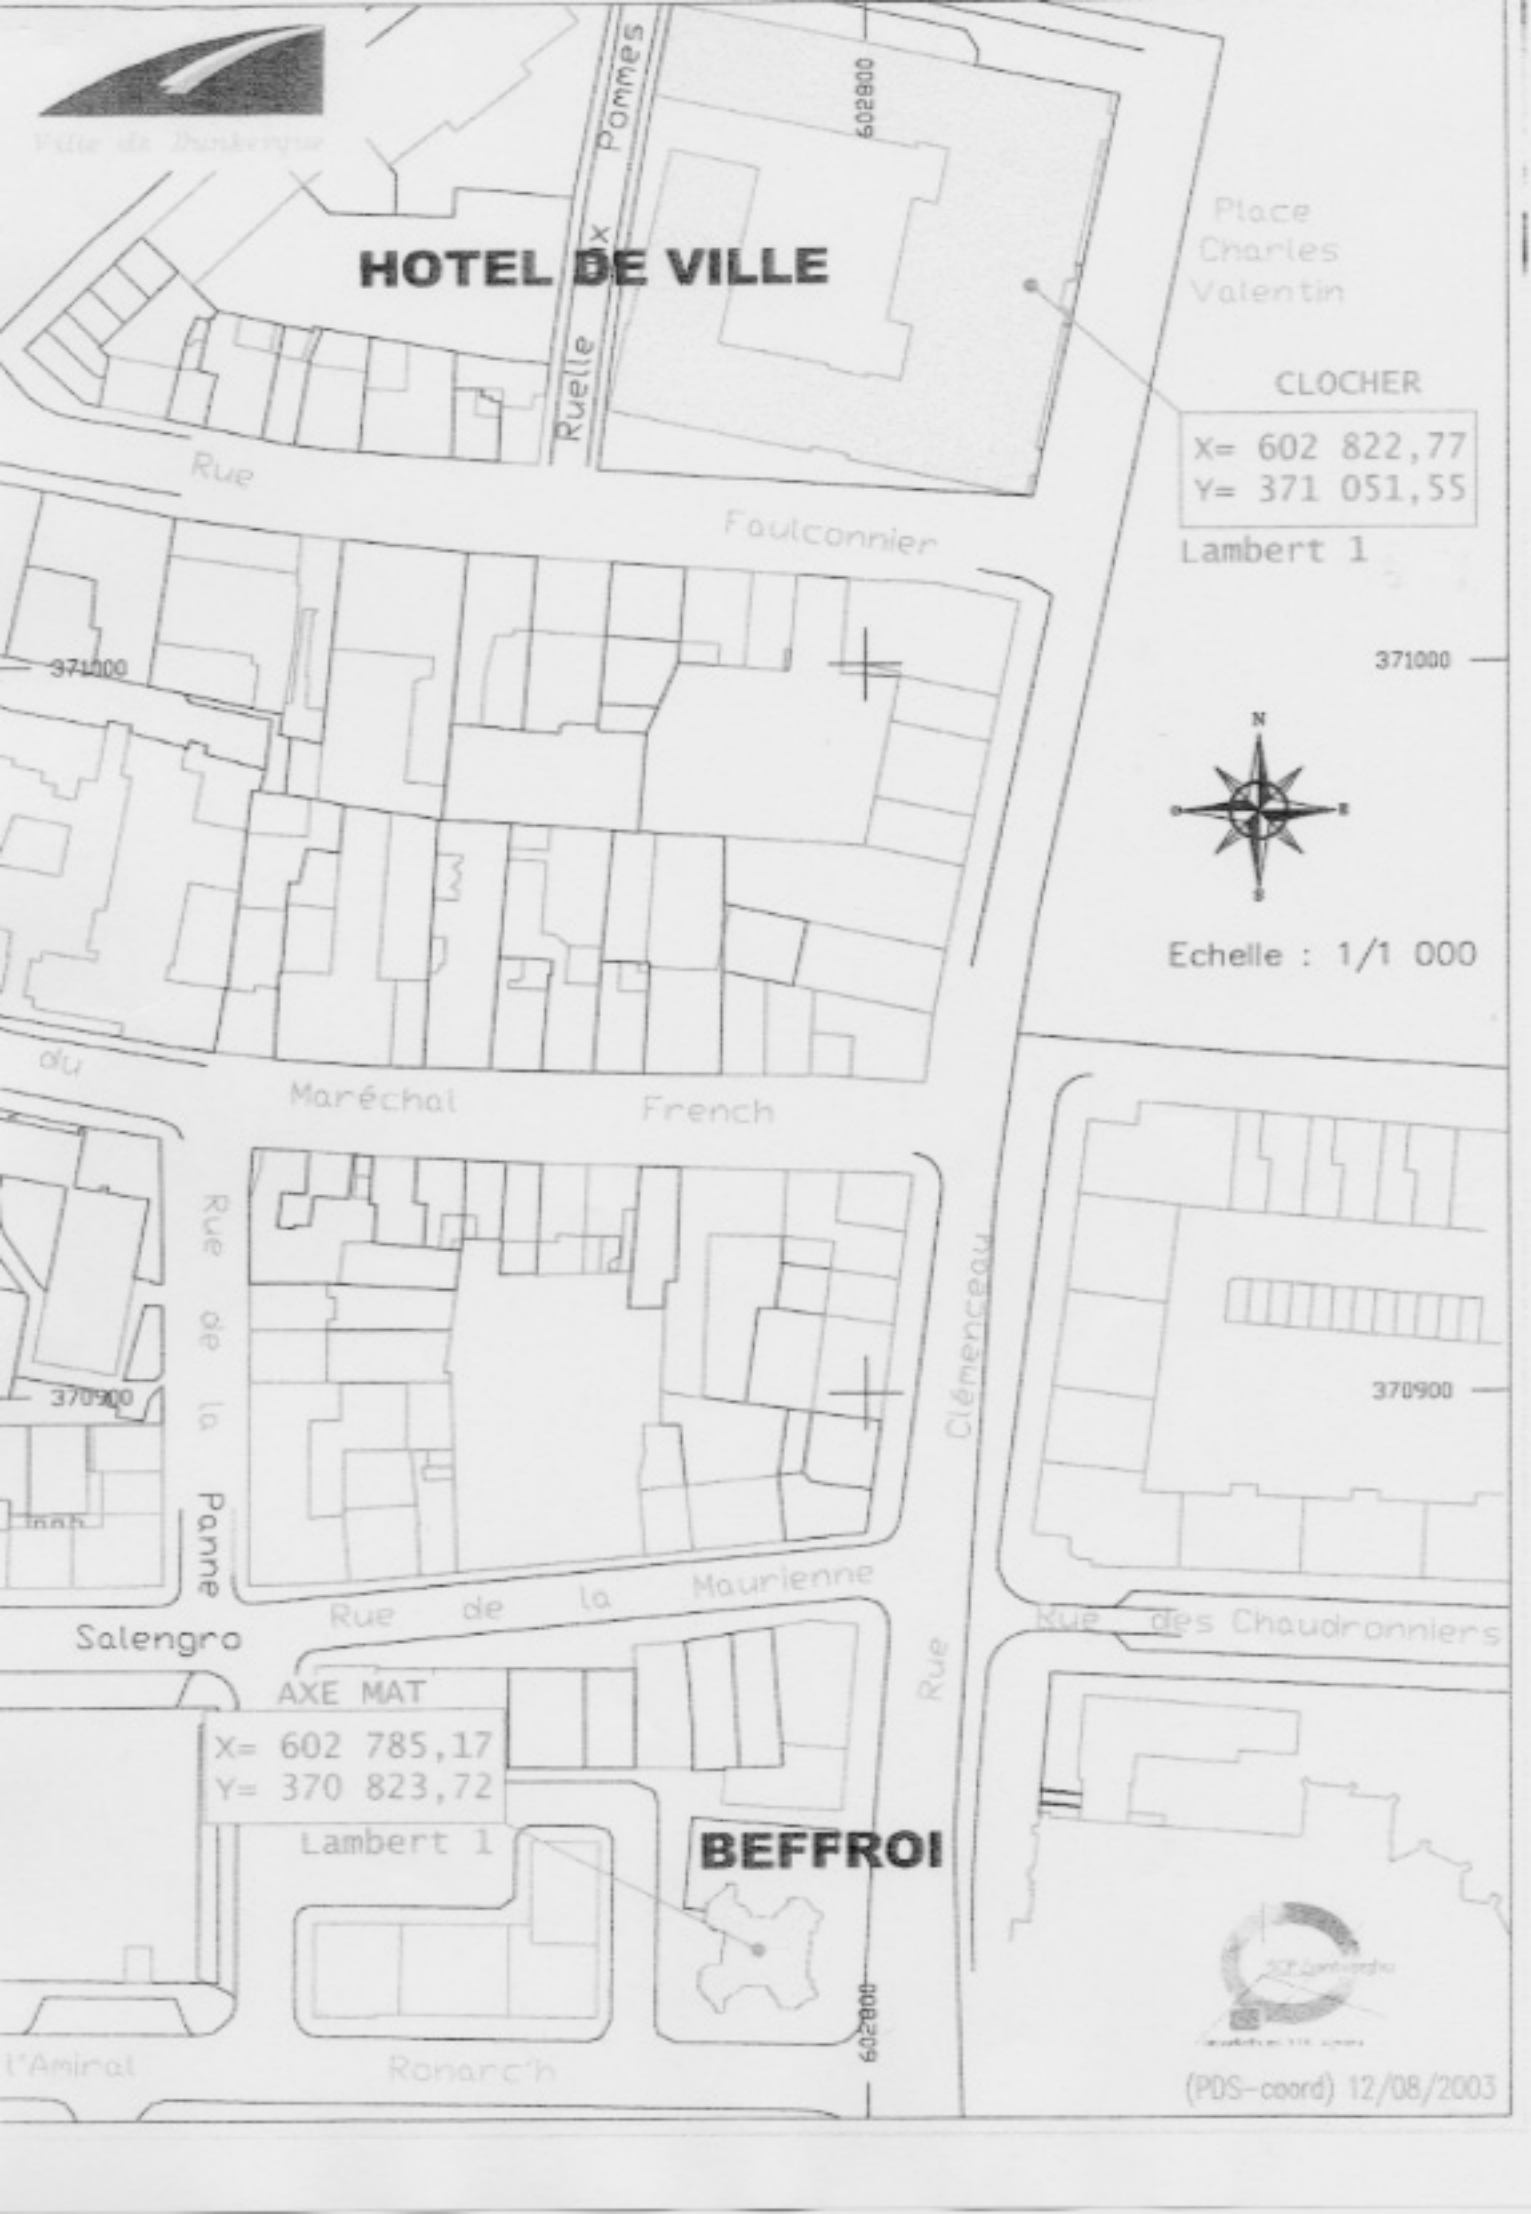 Ville de Dunkerque
Pommes
602800
HOTEL DE VILLE
Ruelle
Place
Charles
Valentin
CLOCHER
X= 602 822,77
Y= 371 051,55
Lambert 1
Rue
Faulconnier
371000
371000
N
O
E
S
Echelle : 1/1 000
du
Maréchal
French
Rue de la Panne
Clémenceau
Rue
370900
370900
Rue de la Maurienne
Rue des Chaudronniers
Salengro
AXE MAT
X= 602 785,17
Y= 370 823,72
Lambert 1
BEFFROI
602800
l'Amiral
Ronarc'h
(PDS-coord) 12/08/2003